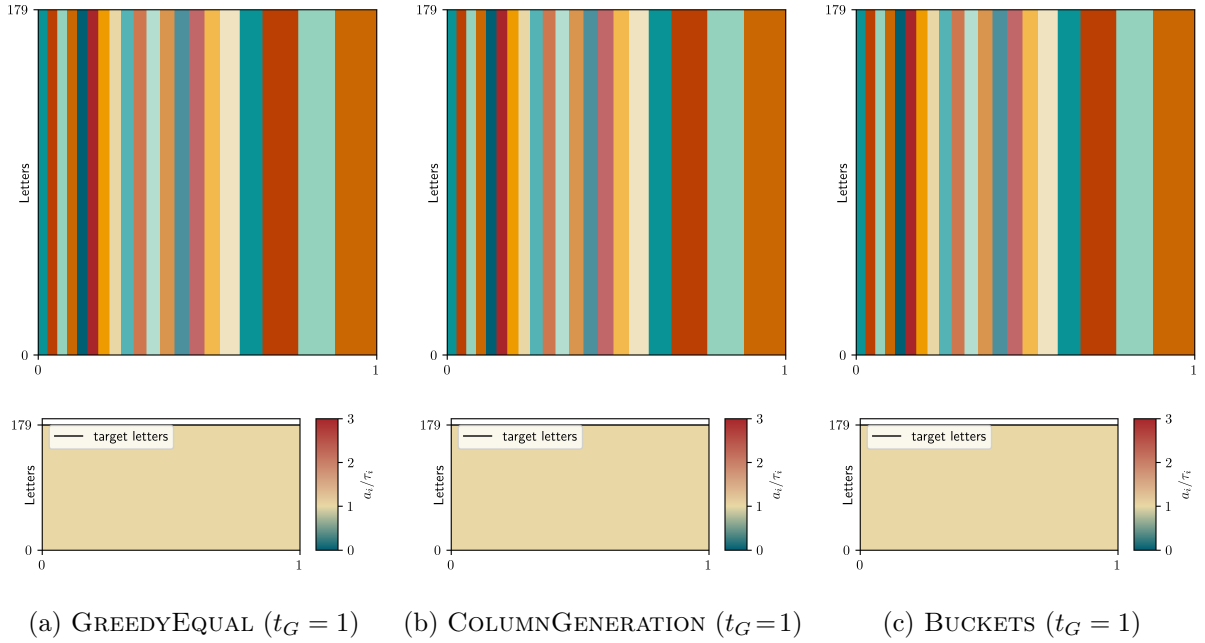 179
Letters
0
0
1
179
Letters
0
0
1
179
Letters
0
0
1
179
Letters
0
target letters
0
1
3
2
1
0
a_i/τ_i
179
Letters
0
target letters
0
1
3
2
1
0
a_i/τ_i
179
Letters
0
target letters
0
1
3
2
1
0
a_i/τ_i
(a) GREEDYEQUAL (t_G = 1)
(b) COLUMNGENERATION (t_G=1)
(c) BUCKETS (t_G = 1)